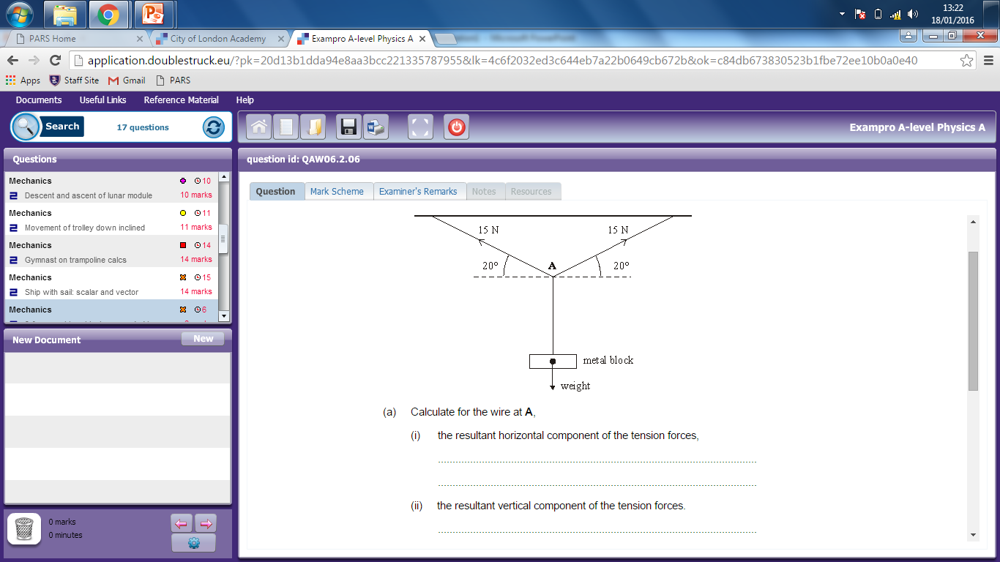 13:22
18/01/2016
PARS Home
City of London Academy
Exampro A-level Physics A
application.doublestruck.eu/?pk=20d13b1dda94e8aa3bcc221335787955&lk=4c6f2032ed3c644eb7a22b0649cb672b&ok=c84db673830523b1fbe72ee10b0a0e40
Apps Staff Site Gmail PARS
Documents Useful Links Reference Material Help
Search 17 questions
Exampro A-level Physics A
Questions
Mechanics 10
Descent and ascent of lunar module 10 marks
Mechanics 11
Movement of trolley down inclined 11 marks
Mechanics 14
Gymnast on trampoline calcs 14 marks
Mechanics 15
Ship with sail: scalar and vector 14 marks
Mechanics 6
New Document New
0 marks
0 minutes
question id: QAW06.2.06
Question Mark Scheme Examiner's Remarks Notes Resources
15 N 15 N
20° A 20°
metal block
weight
(a) Calculate for the wire at A,
(i) the resultant horizontal component of the tension forces,
(ii) the resultant vertical component of the tension forces.